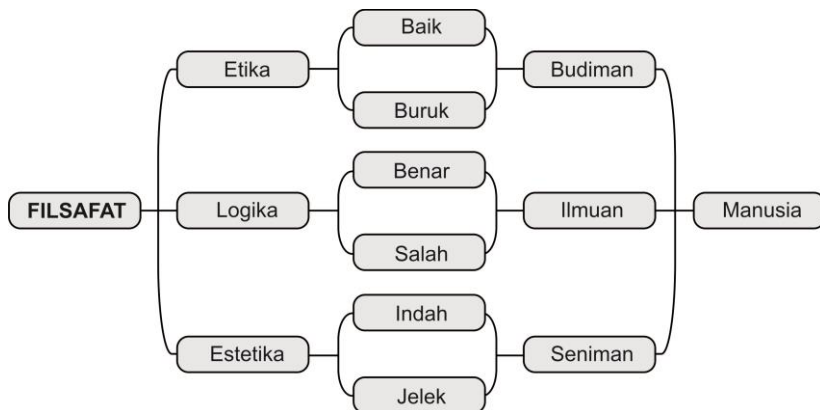 Baik
Etika
Budiman
Buruk
Benar
FILSAFAT
Logika
Ilmuan
Manusia
Salah
Indah
Estetika
Seniman
Jelek